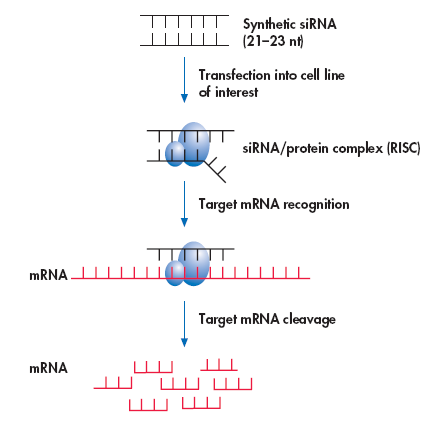 Synthetic siRNA
(21–23 nt)
Transfection into cell line
of interest
siRNA/protein complex (RISC)
Target mRNA recognition
mRNA
Target mRNA cleavage
mRNA